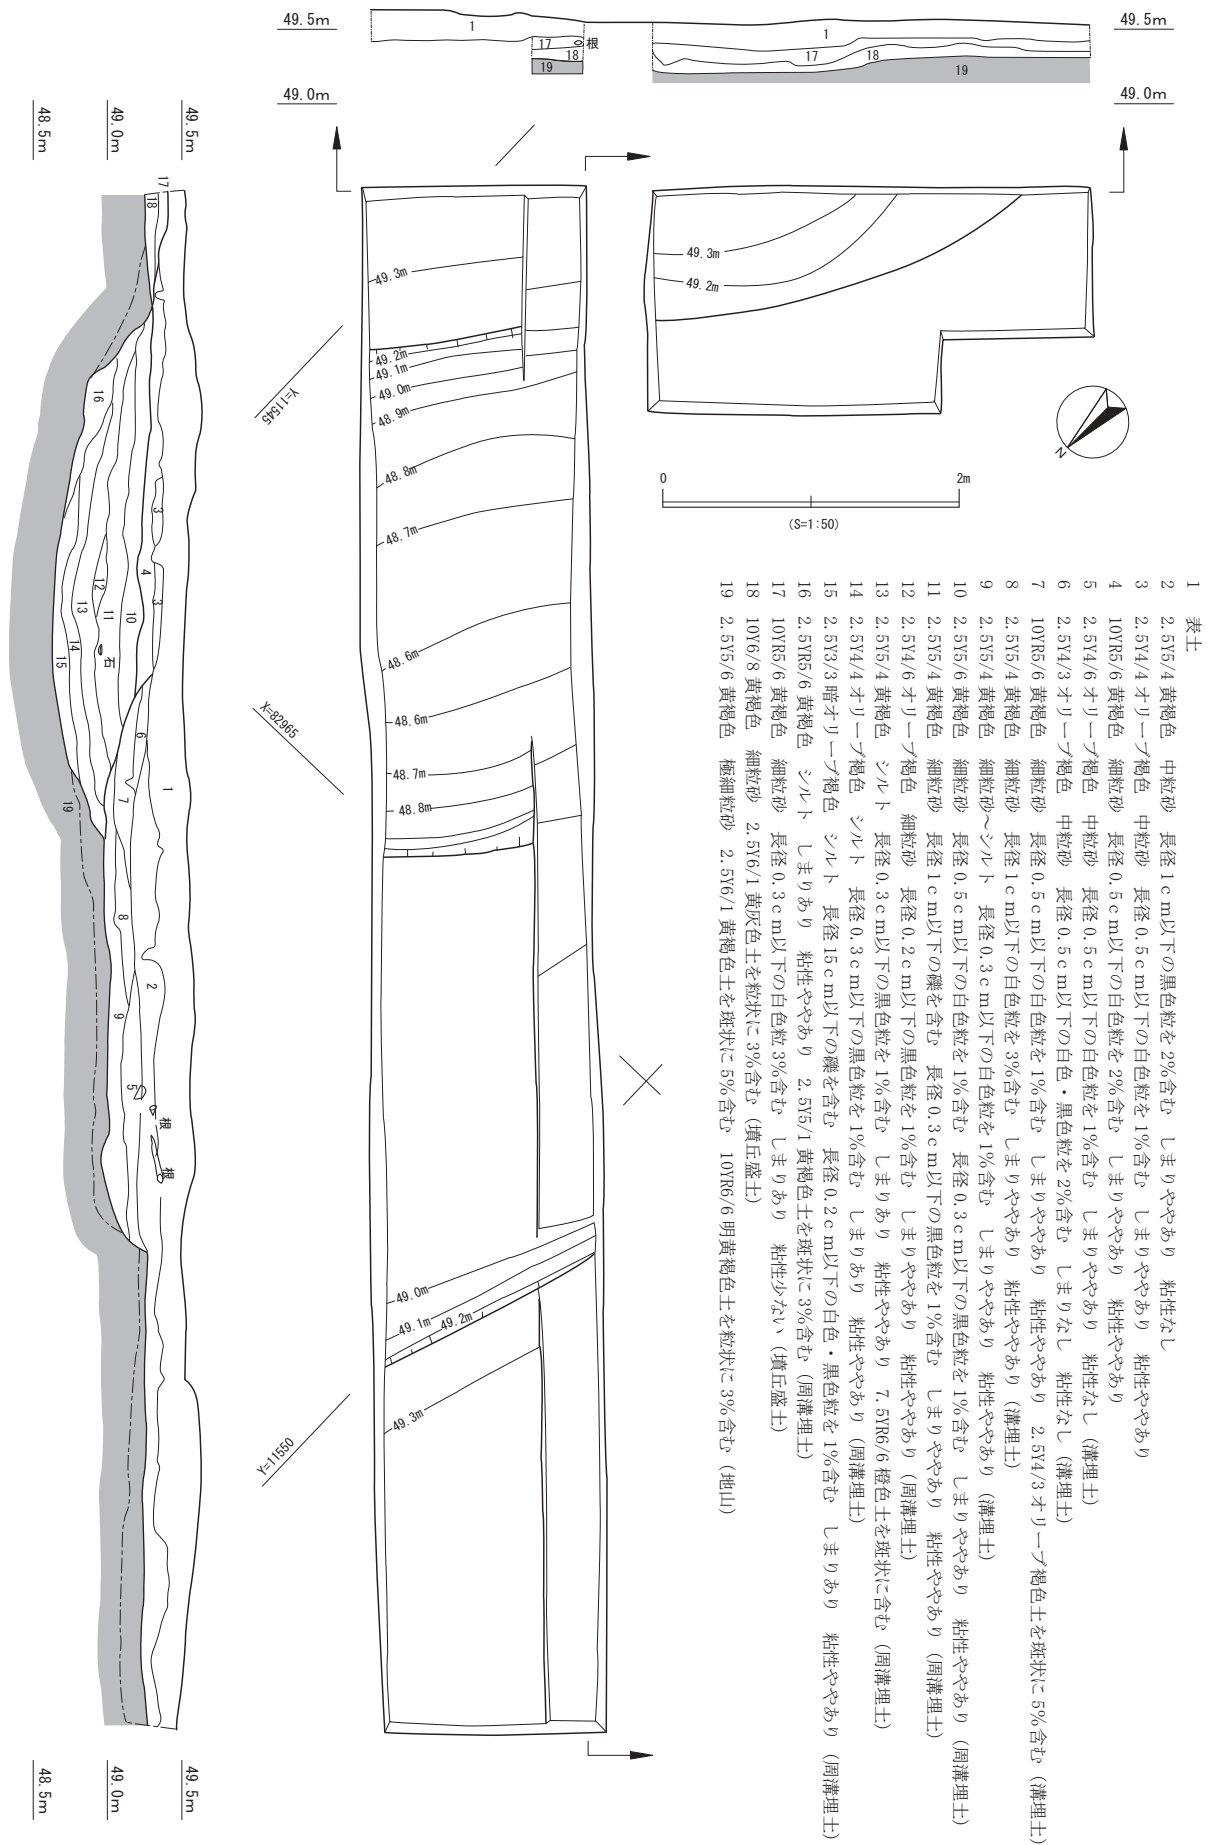 49.5m
49.5m
1
1
17
根
18
17
18
19
19
49.0m
49.0m
48.5m
49.0m
49.5m
17
18
16
3
4
3
12
10
13
11
14
石
15
6
7
19
1
8
2
9
5
根
根
48.5m
49.0m
49.5m
49.3m
49.2m
49.1m
49.0m
48.9m
48.8m
48.7m
48.6m
48.6m
48.7m
48.8m
49.0m
49.1m
49.2m
49.3m
49.3m
49.2m
Y=11545
X=82965
Y=11550
N
0
2m
(S=1:50)
1 表土
2 2.5Y5/4 黄褐色 中粒砂 長径1cm以下の黒色粒を2%含む しまりややあり 粘性なし
3 2.5Y4/4 オリーブ褐色 中粒砂 長径0.5cm以下の白色粒を1%含む しまりややあり 粘性ややあり
4 10YR5/6 黄褐色 細粒砂 長径0.5cm以下の白色粒を2%含む しまりややあり 粘性ややあり
5 2.5Y4/6 オリーブ褐色 中粒砂 長径0.5cm以下の白色粒を1%含む しまりややあり 粘性なし（溝埋土）
6 2.5Y4/3 オリーブ褐色 中粒砂 長径0.5cm以下の白色・黒色粒を2%含む しまりなし 粘性なし（溝埋土）
7 10YR5/6 黄褐色 細粒砂 長径0.5cm以下の白色粒を1%含む しまりややあり 粘性ややあり 2.5Y4/3 オリーブ褐色土を斑状に5%含む（溝埋土）
8 2.5Y5/4 黄褐色 細粒砂 長径1cm以下の白色粒を3%含む しまりややあり 粘性ややあり（溝埋土）
9 2.5Y5/4 黄褐色 細粒砂～シルト 長径0.3cm以下の白色粒を1%含む しまりややあり 粘性ややあり（溝埋土）
10 2.5Y5/6 黄褐色 細粒砂 長径0.5cm以下の白色粒を1%含む 長径0.3cm以下の黒色粒を1%含む しまりややあり 粘性ややあり（周溝埋土）
11 2.5Y5/4 黄褐色 細粒砂 長径1cm以下の礫を含む 長径0.3cm以下の黒色粒を1%含む しまりややあり 粘性ややあり（周溝埋土）
12 2.5Y4/6 オリーブ褐色 細粒砂 長径0.2cm以下の黒色粒を1%含む しまりややあり 粘性ややあり（周溝埋土）
13 2.5Y5/4 黄褐色 シルト 長径0.3cm以下の黒色粒を1%含む しまりあり 粘性ややあり 7.5YR6/6 橙色土を斑状に含む（周溝埋土）
14 2.5Y4/4 オリーブ褐色 シルト 長径0.3cm以下の黒色粒を1%含む しまりあり 粘性ややあり（周溝埋土）
15 2.5Y3/3 暗オリーブ褐色 シルト 長径15cm以下の礫を含む 長径0.2cm以下の白色・黒色粒を1%含む しまりあり 粘性ややあり（周溝埋土）
16 2.5YR5/6 黄褐色 シルト しまりあり 粘性ややあり 2.5Y5/1 黄褐色土を斑状に3%含む（周溝埋土）
17 10YR5/6 黄褐色 細粒砂 長径0.3cm以下の白色粒3%含む しまりあり 粘性少ない（墳丘盛土）
18 10Y6/8 黄褐色 細粒砂 2.5Y6/1 黄灰色土を粒状に3%含む（墳丘盛土）
19 2.5Y5/6 黄褐色 極細粒砂 2.5Y6/1 黄褐色土を斑状に5%含む 10YR6/6 明黄褐色土を粒状に3%含む（地山）